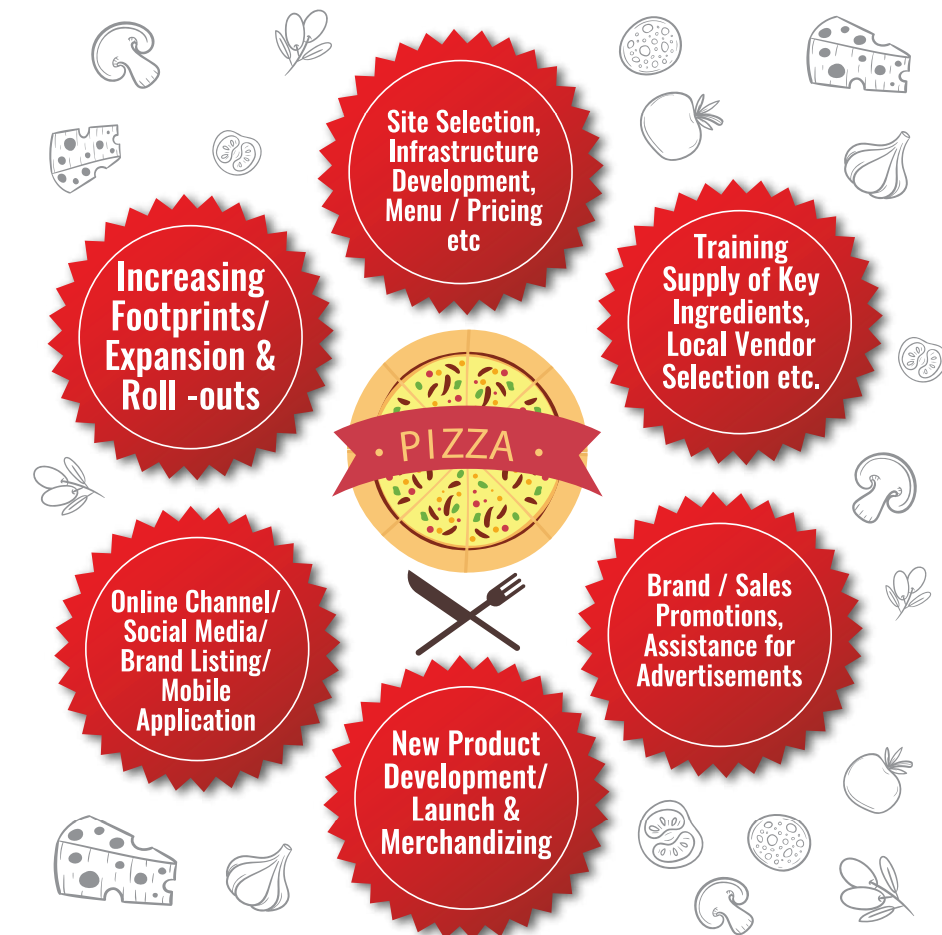 Site Selection,
Infrastructure
Development,
Menu / Pricing
etc
Increasing
Footprints/
Expansion &
Roll -outs
Training
Supply of Key
Ingredients,
Local Vendor
Selection etc.
PIZZA
Online Channel/
Social Media/
Brand Listing/
Mobile
Application
Brand / Sales
Promotions,
Assistance for
Advertisements
New Product
Development/
Launch &
Merchandizing